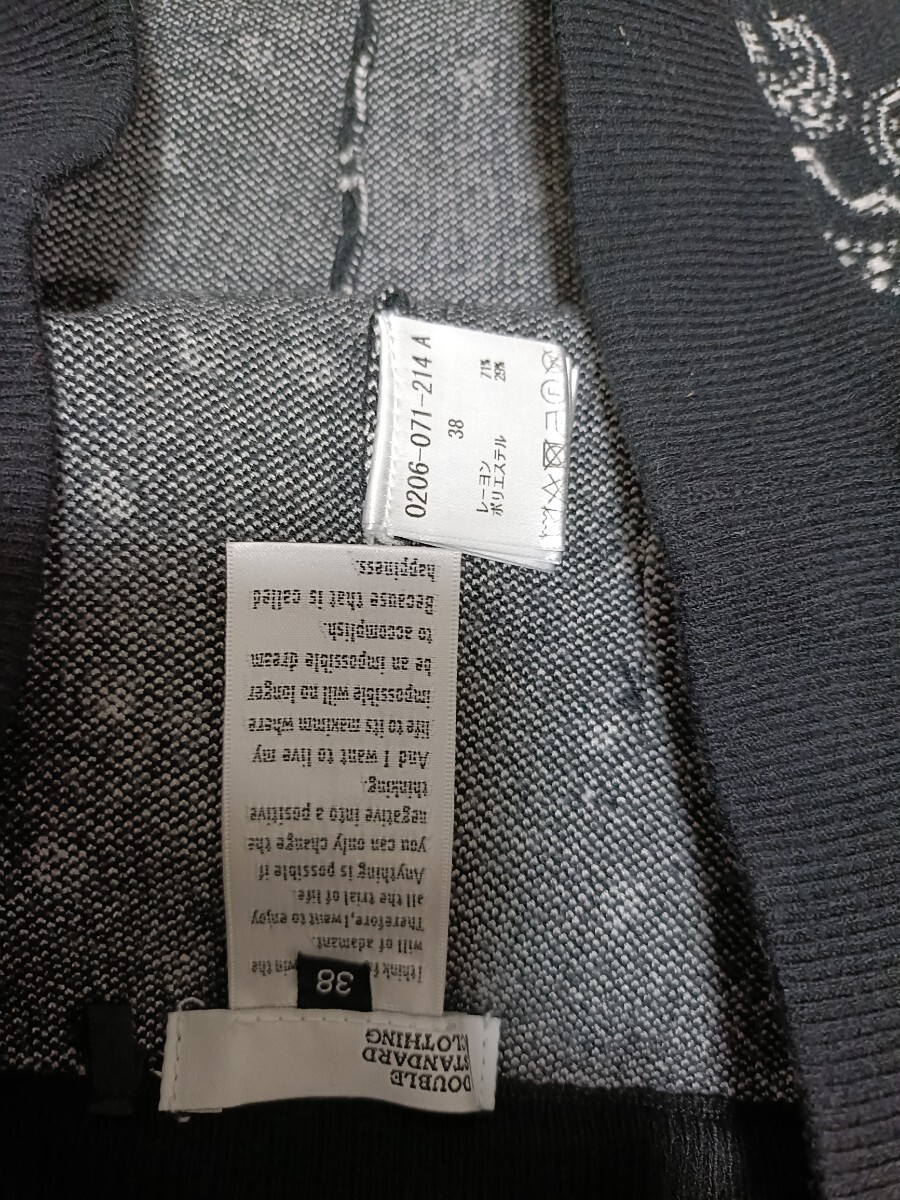 DOUBLE
STANDARD
CLOTHING
38
I think
will of adamant.
Therefore, I want to enjoy
all the trial of life.
Anything is possible if
you can only change the
negative into a positive
thinking.
And I want to live my
life to its maximm where
impossible will no longer
be an impossible dream
to accomplish.
Because that is called
happiness.
0206-071-214 A
38
レーヨン 71%
ポリエステル 29%